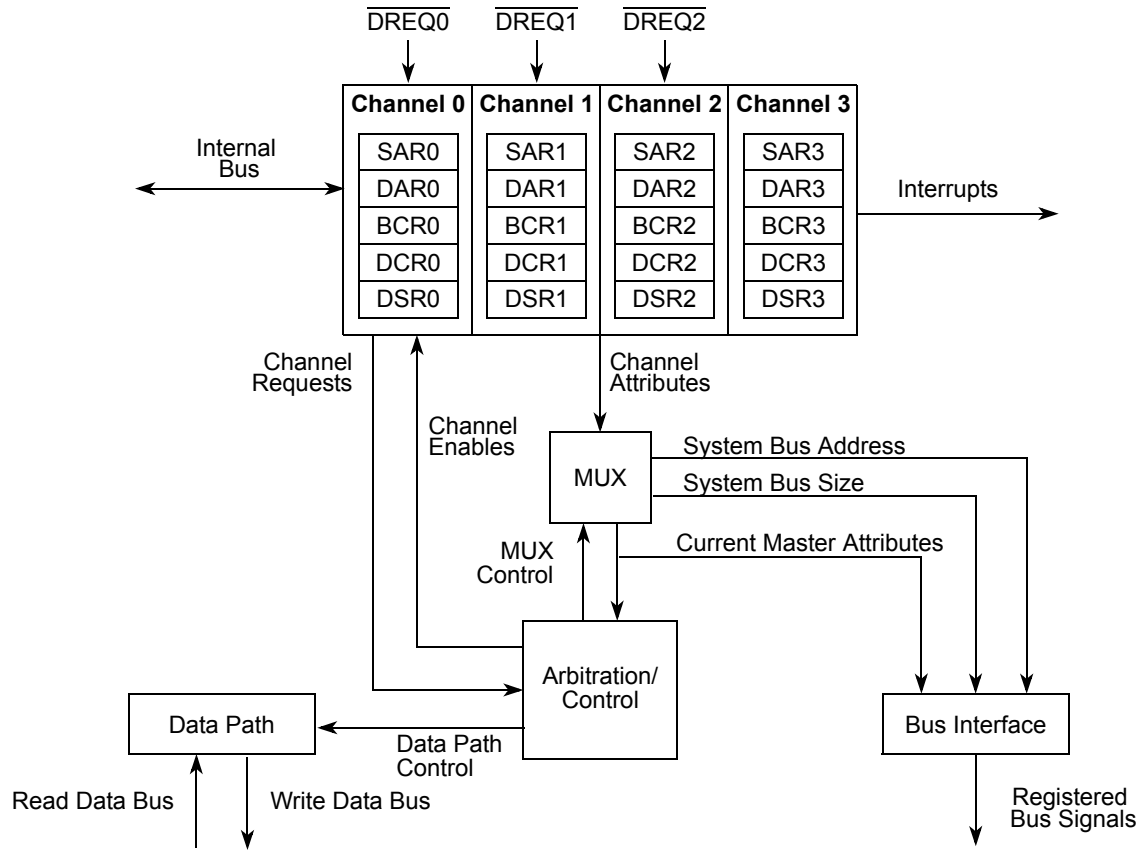 DREQ0 DREQ1 DREQ2
Channel 0 Channel 1 Channel 2 Channel 3
SAR0 SAR1 SAR2 SAR3
DAR0 DAR1 DAR2 DAR3
BCR0 BCR1 BCR2 BCR3
DCR0 DCR1 DCR2 DCR3
DSR0 DSR1 DSR2 DSR3
Internal
Bus
Interrupts
Channel
Requests
Channel
Enables
Channel
Attributes
MUX
System Bus Address
System Bus Size
Current Master Attributes
MUX
Control
Arbitration/
Control
Data Path
Data Path
Control
Bus Interface
Read Data Bus
Write Data Bus
Registered
Bus Signals